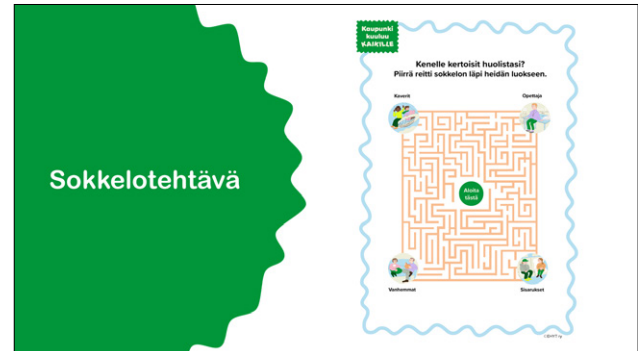 Sokkelotehtävä
Kaupunki
kuuluu
KAIKILLE
Kenelle kertoisit huolistasi?
Piirrä reitti sokkelon läpi heidän luokseen.
Kaverit
Opettaja
Aloita
tästä
Vanhemmat
Sisarukset